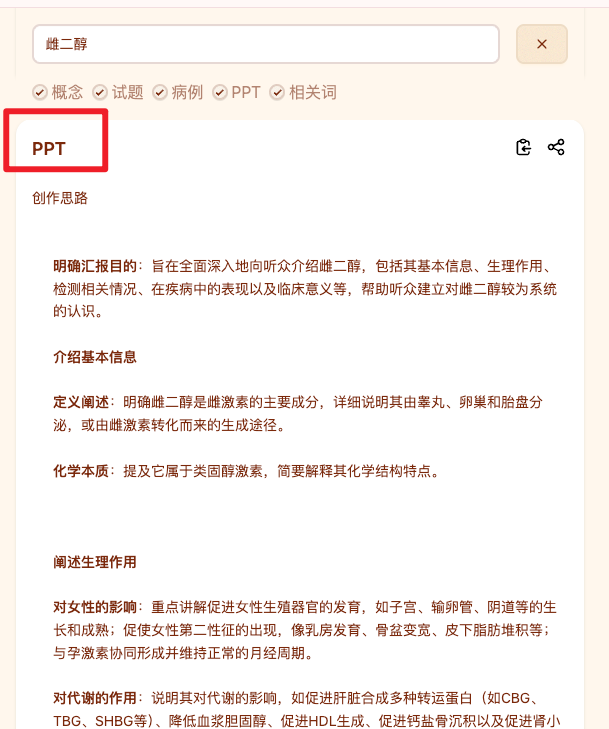 雌二醇
概念 试题 病例 PPT 相关词
PPT
创作思路
明确汇报目的：旨在全面深入地向听众介绍雌二醇，包括其基本信息、生理作用、
检测相关情况、在疾病中的表现以及临床意义等，帮助听众建立对雌二醇较为系统
的认识。
介绍基本信息
定义阐述：明确雌二醇是雌激素的主要成分，详细说明其由睾丸、卵巢和胎盘分
泌，或由雌激素转化而来的生成途径。
化学本质：提及它属于类固醇激素，简要解释其化学结构特点。
阐述生理作用
对女性的影响：重点讲解促进女性生殖器官的发育，如子宫、输卵管、阴道等的生
长和成熟；促使女性第二性征的出现，像乳房发育、骨盆变宽、皮下脂肪堆积等；
与孕激素协同形成并维持正常的月经周期。
对代谢的作用：说明其对代谢的影响，如促进肝脏合成多种转运蛋白（如CBG、
TBG、SHBG等）、降低血浆胆固醇、促进HDL生成、促进钙盐骨沉积以及促进肾小